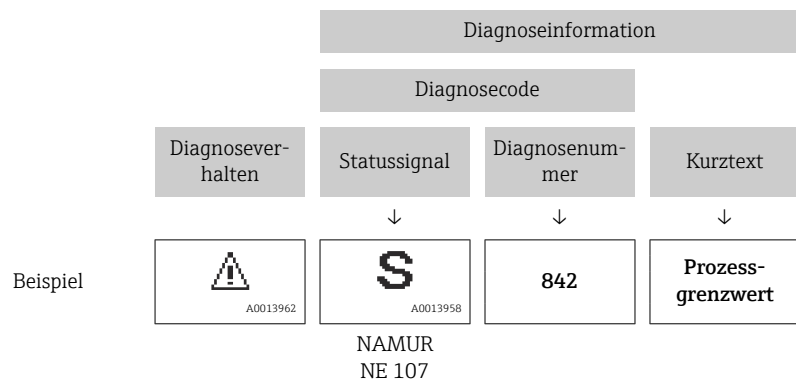 Diagnoseinformation
Diagnosecode
Diagnosever-
halten
Statussignal
Diagnosenum-
mer
Kurztext
↓ ↓ ↓
Beispiel
A0013962
S
A0013958
842
Prozess-
grenzwert
NAMUR
NE 107